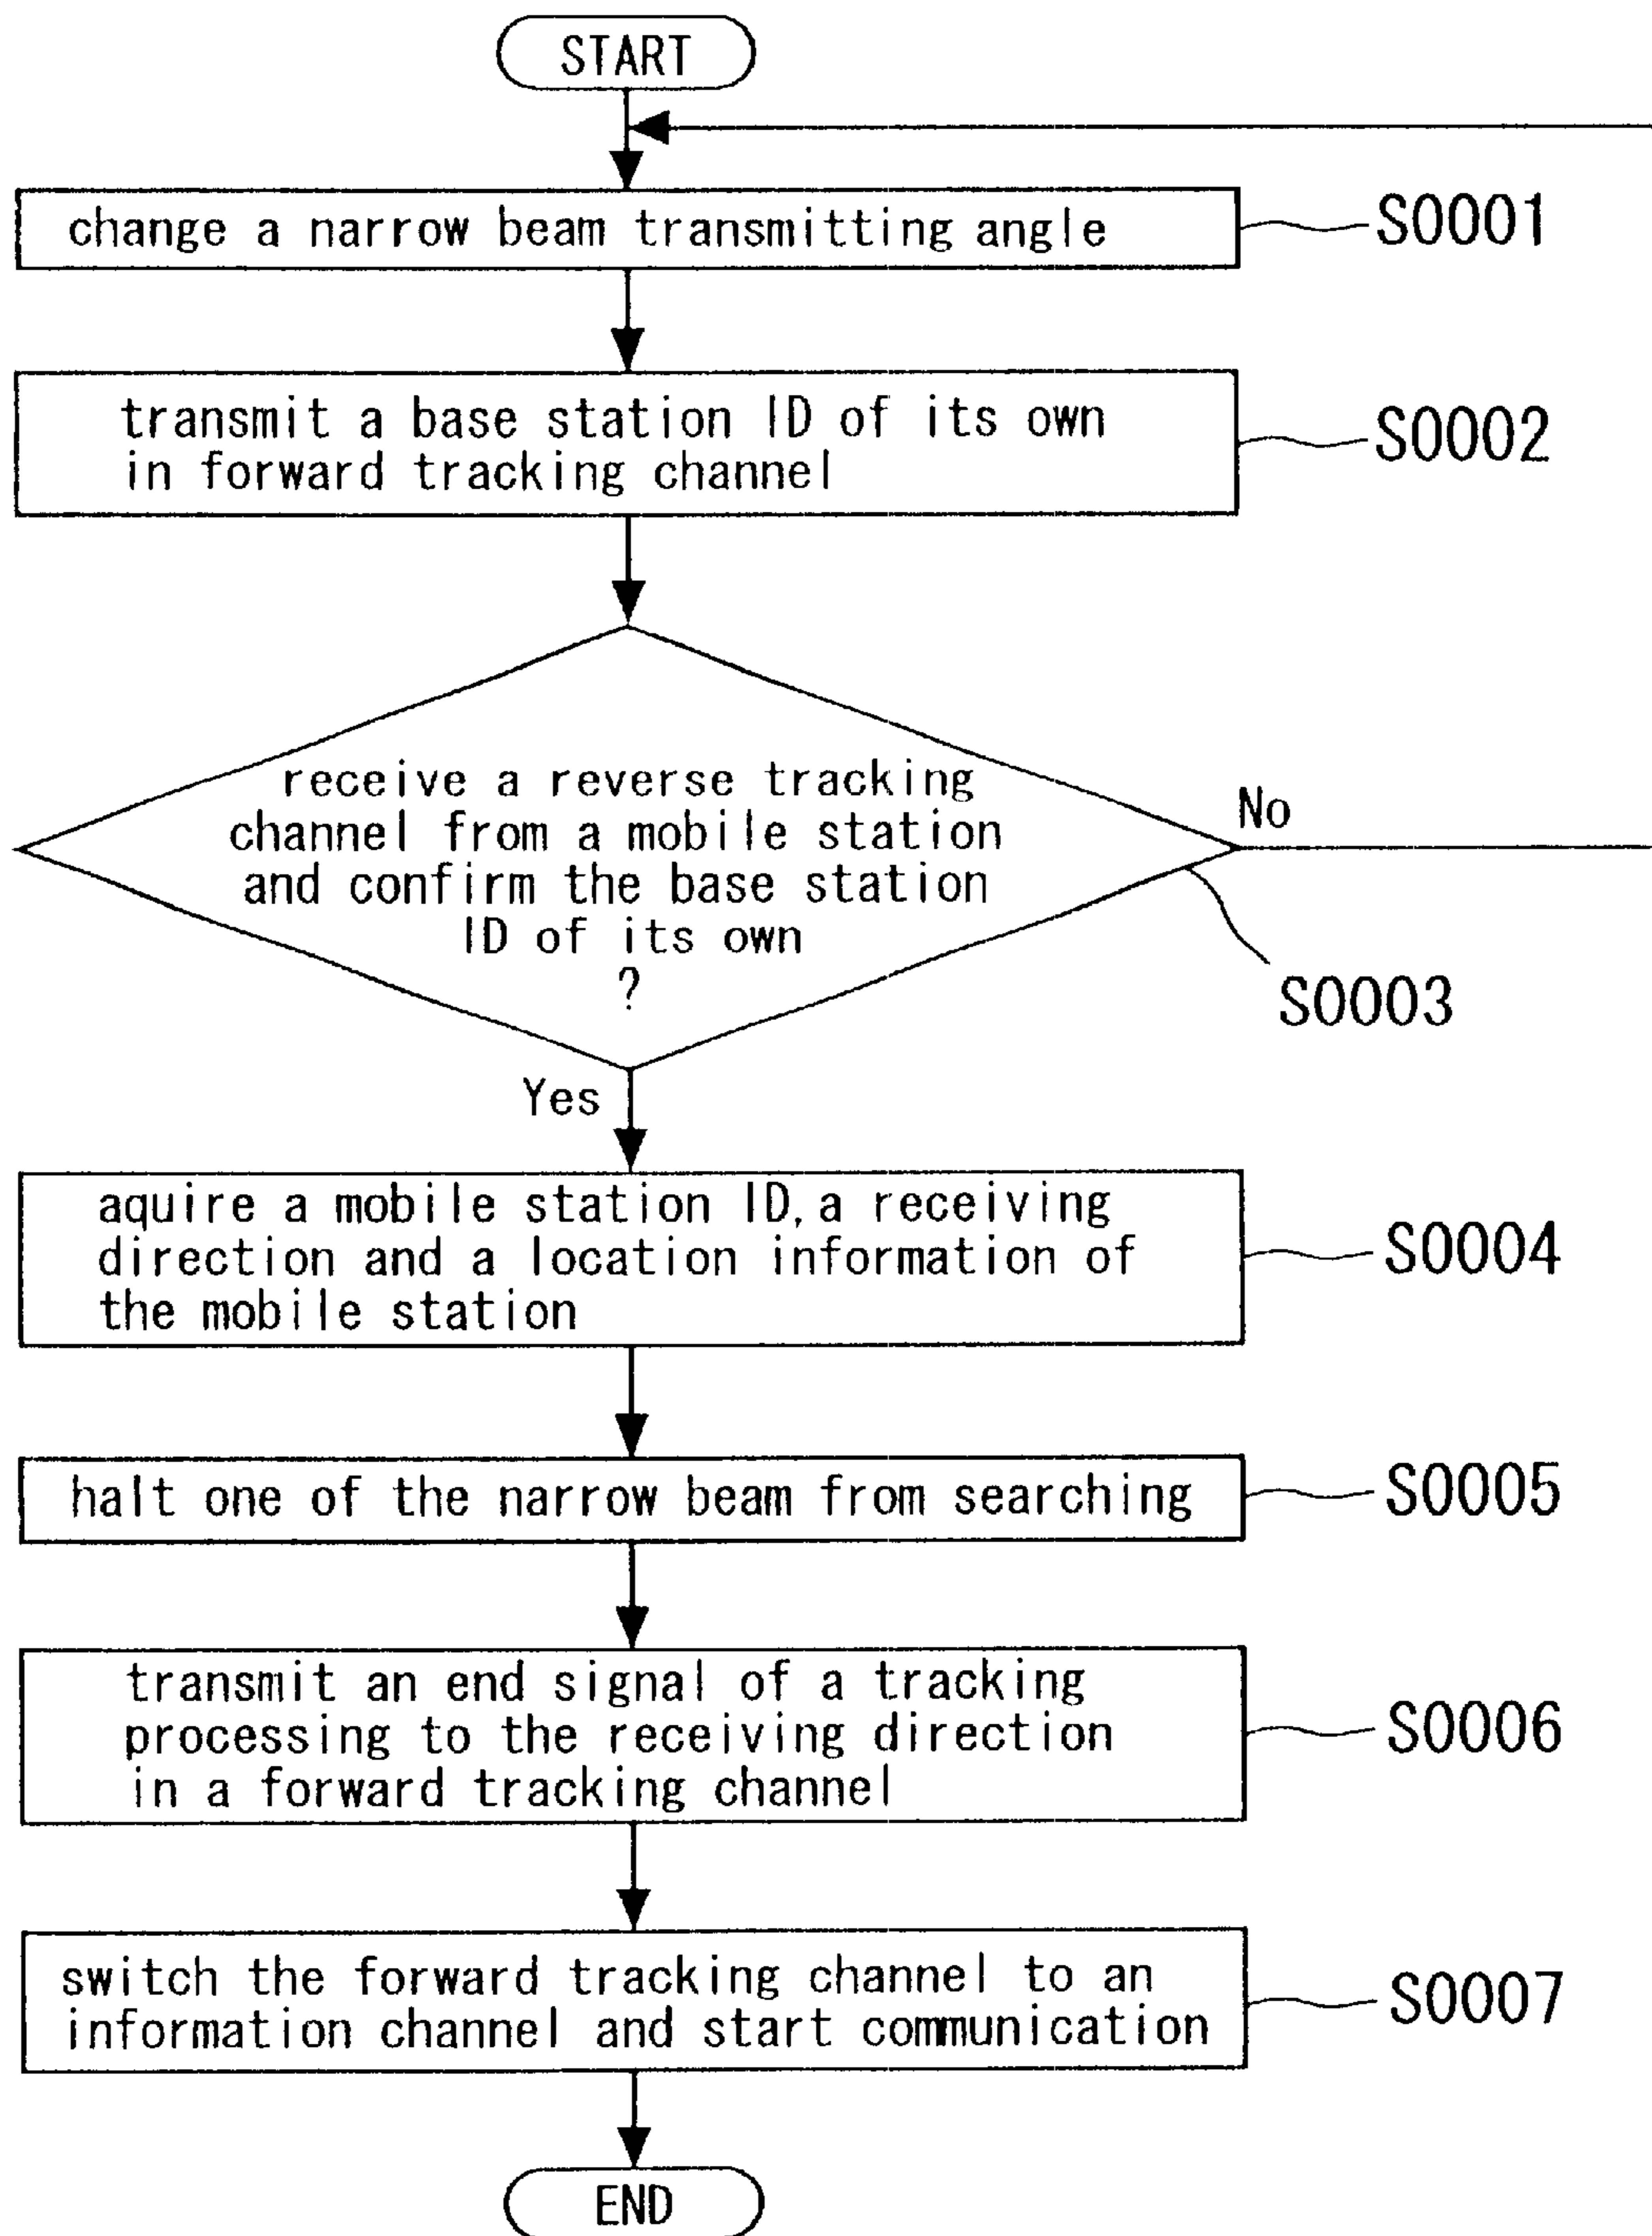 START
change a narrow beam transmitting angle
S0001
transmit a base station ID of its own
in forward tracking channel
S0002
receive a reverse tracking
channel from a mobile station
and confirm the base station
ID of its own
?
No
S0003
Yes
aquire a mobile station ID, a receiving
direction and a location information of
the mobile station
S0004
halt one of the narrow beam from searching
S0005
transmit an end signal of a tracking
processing to the receiving direction
in a forward tracking channel
S0006
switch the forward tracking channel to an
information channel and start communication
S0007
END